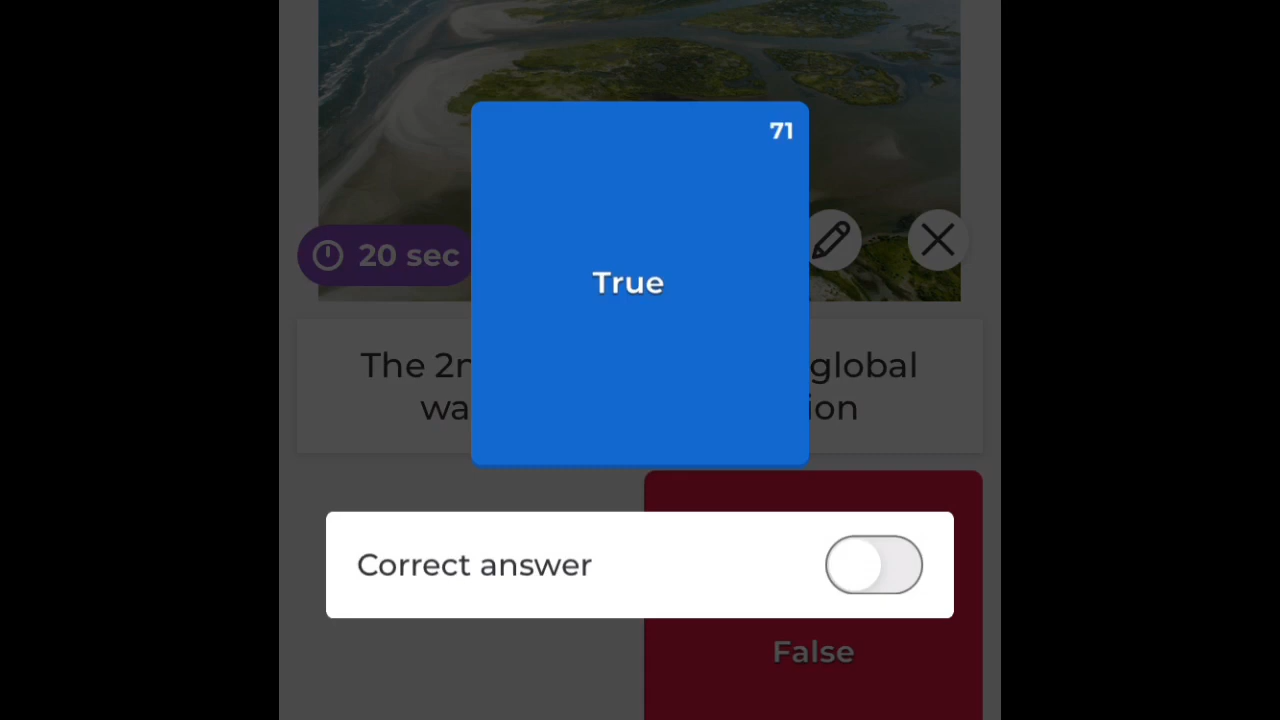 71
True
20 sec
The 2n global
wa ion
Correct answer
False